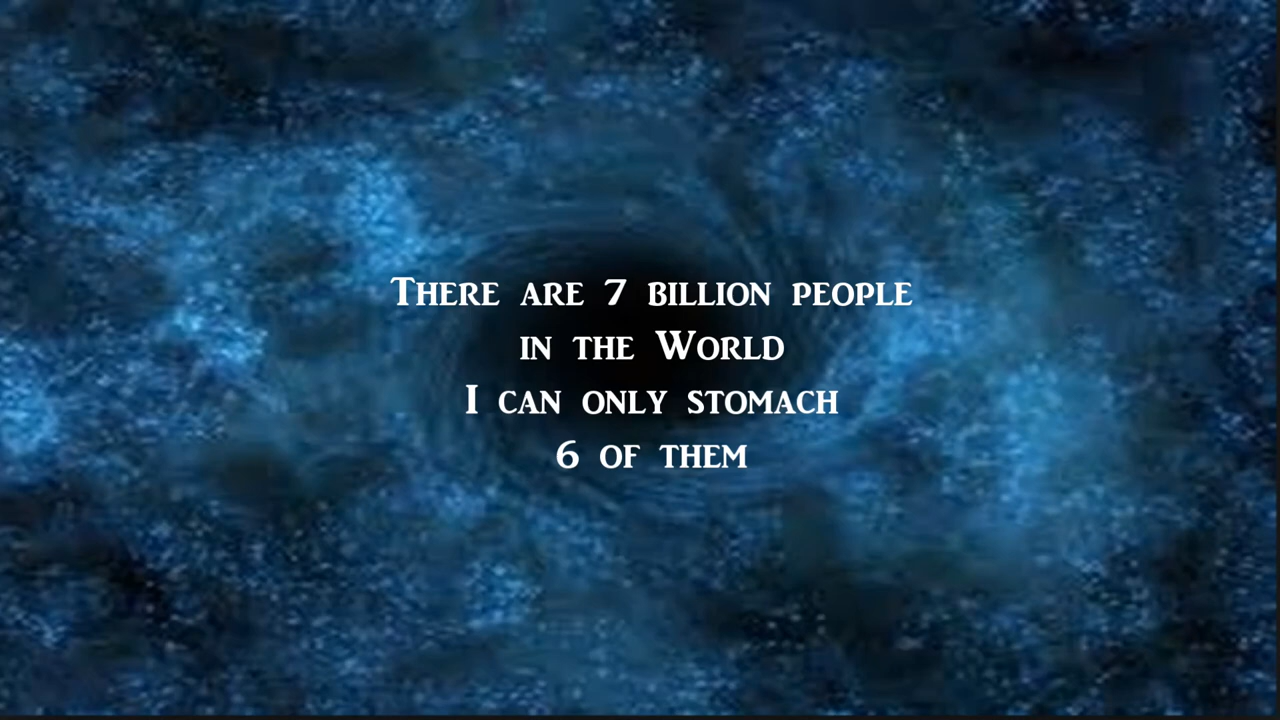 There are 7 billion people
in the World
I can only stomach
6 of them